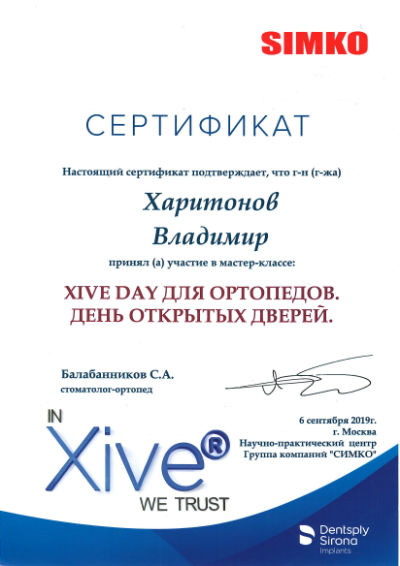 SIMKO
СЕРТИФИКАТ
Настоящий сертификат подтверждает, что г-н (г-жа)
Харитонов
Владимир
принял (а) участие в мастер-классе:
XIVE DAY ДЛЯ ОРТОПЕДОВ.
ДЕНЬ ОТКРЫТЫХ ДВЕРЕЙ.
Балабанников С.А.
стоматолог-ортопед
6 сентября 2019г.
г. Москва
Научно-практический центр
Группа компаний "СИМКО"
IN
Xive®
WE TRUST
Dentsply
Sirona
Implants